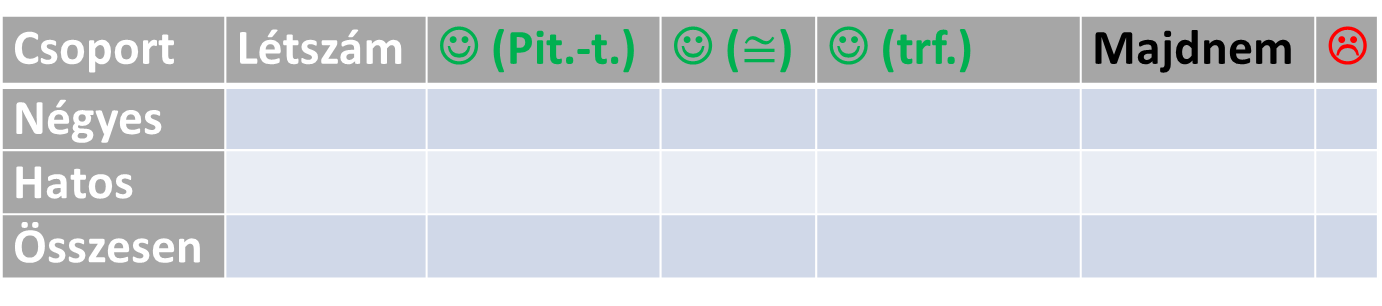 Csoport Létszám ☺ (Pit.-t.) ☺ (≅) ☺ (trf.) Majdnem ☹
Négyes
Hatos
Összesen